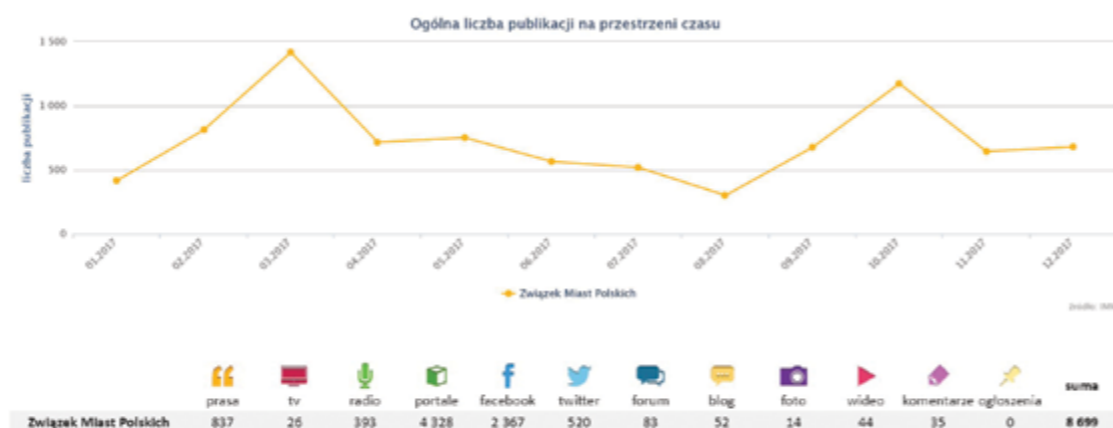 Ogólna liczba publikacji na przestrzeni czasu
1 500
1 000
500
0
liczba publikacji
01.2017 02.2017 03.2017 04.2017 05.2017 06.2017 07.2017 08.2017 09.2017 10.2017 11.2017 12.2017
Związek Miast Polskich
źródło:
prasa tv radio portale facebook twitter forum blog foto wideo komentarze ogłoszenia suma
Związek Miast Polskich 837 26 393 4 328 2 367 520 83 52 14 44 35 0 8 699